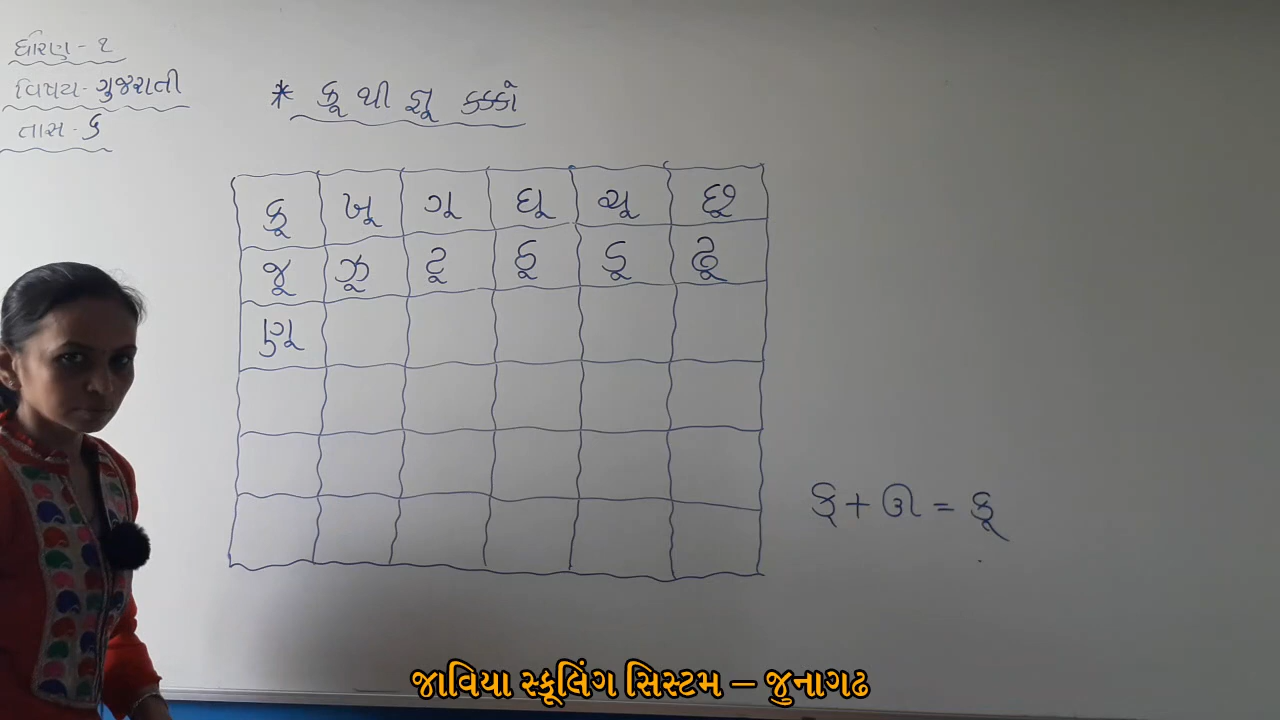 ધોરણ - ૧
વિષય - ગુજરાતી
તાસ - ૬
* કૂ થી જ્ઞૂ કક્કો
કૂ ખૂ ગૂ ઘૂ ચૂ છૂ
જૂ ઝૂ ટૂ ઠૂ ડૂ ઢૂ
ણૂ
ક્ + ઊ = કૂ
જાવિયા સ્કૂલિંગ સિસ્ટમ – જુનાગઢ